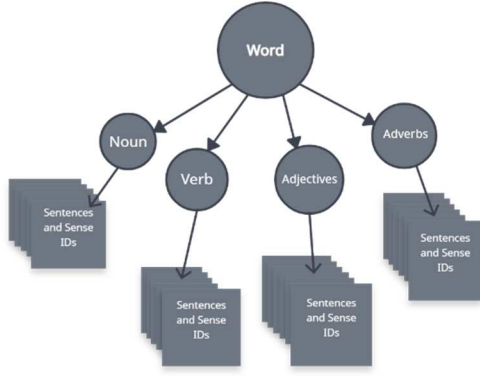 Word
Noun
Verb
Adjectives
Adverbs
Sentences
and Sense
IDs
Sentences
and Sense
IDs
Sentences
and Sense
IDs
Sentences
and Sense
IDs